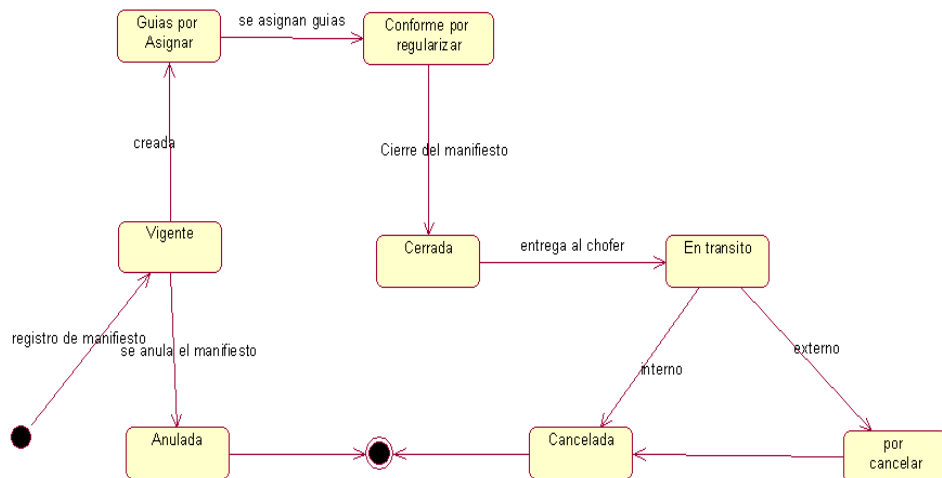 Guias por
Asignar
se asignan guias
Conforme por
regularizar
creada
Cierre del manifiesto
Vigente
Cerrada
entrega al chofer
En transito
registro de manifiesto
se anula el manifiesto
interno
externo
Anulada
Cancelada
por
cancelar